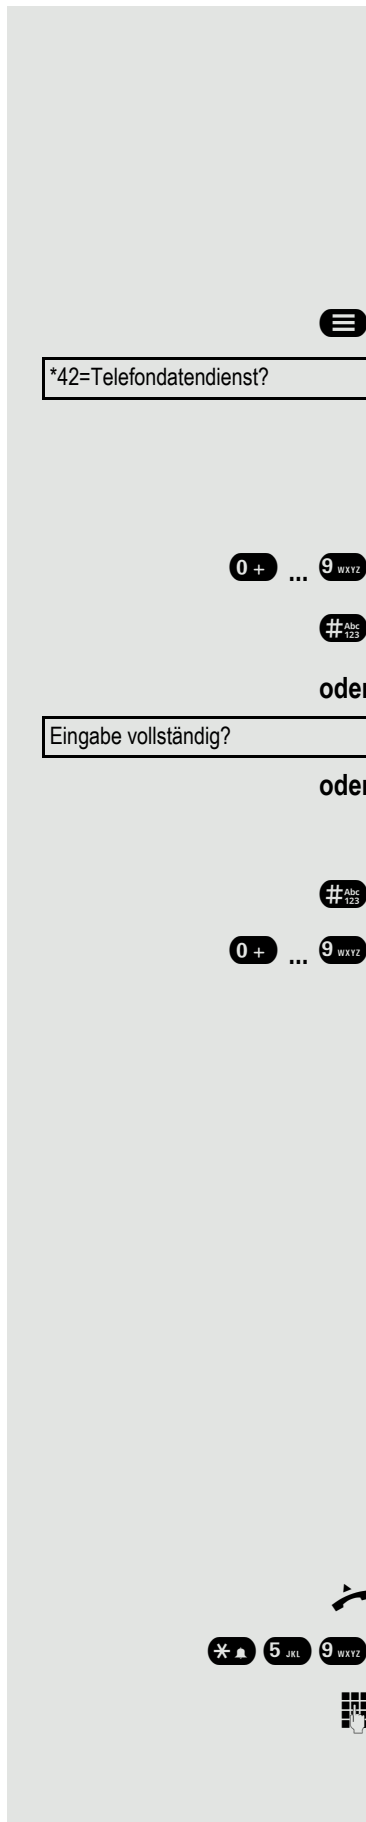 *42=Telefondatendienst?
0 + ... 9 WXYZ
# Abc 123
oder
Eingabe vollständig?
oder
# Abc 123
0 + ... 9 WXYZ
* 5 JKL 9 WXYZ